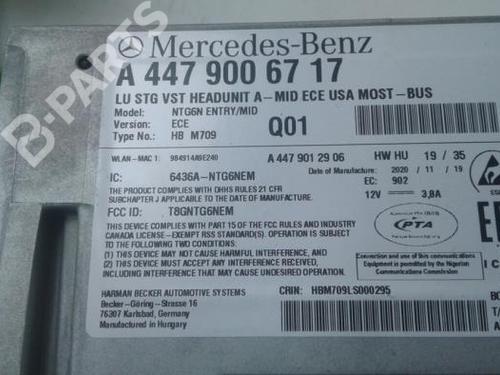 B-PARTS
Mercedes-Benz
A 447 900 67 17
LU STG VST HEADUNIT A-MID ECE USA MOST-BUS
Model: NTG6N ENTRY/MID
Version: ECE Q01
Type No: HB M709
WLAN-MAC 1: 984914A9E240 A 447 901 29 06 HW HU 19 / 35
IC: 6436A-NTG6NEM Date of Manufacture: 2020 / 11 / 19
EC: 902
THE PRODUCT COMPLIES WITH DHHS RULES 21 CFR 12V 3,8A
SUBCHAPTER J APPLICABLE AT DATE OF MANUFACTURE.
FCC ID: T8GNTG6NEM
PTA
THIS DEVICE COMPLIES WITH PART 15 OF THE FCC RULES AND INDUSTRY
CANADA LICENSE-EXEMPT RSS STANDARD(S). OPERATION IS
SUBJECT TO THE FOLLOWING TWO CONDITIONS:
(1) THIS DEVICE MAY NOT CAUSE HARMFUL INTERFERENCE, AND
(2) THIS DEVICE MUST ACCEPT ANY INTERFERENCE RECEIVED,
INCLUDING INTERFERENCE THAT MAY CAUSE UNDESIRED OPERATION.
Connection and use of this communications
equipment is permitted by the Nigerian
Communications Commission
HARMAN BECKER AUTOMOTIVE SYSTEMS CRIN: HBM709LS000295
Becker-Göring-Strasse 16
76307 Karlsbad, Germany
Manufactured in Hungary